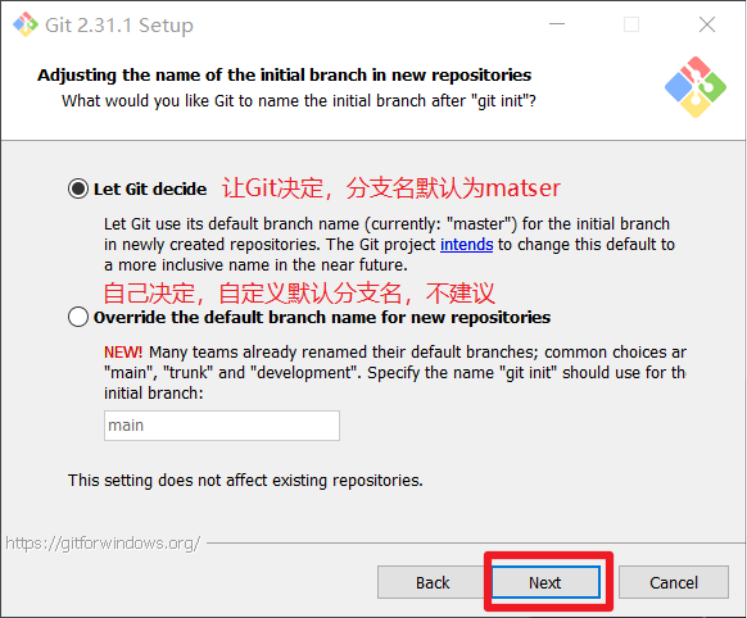 Git 2.31.1 Setup
Adjusting the name of the initial branch in new repositories
What would you like Git to name the initial branch after "git init"?
Let Git decide 让Git决定，分支名默认为matser
Let Git use its default branch name (currently: "master") for the initial branch
in newly created repositories. The Git project intends to change this default to
a more inclusive name in the near future.
自己决定，自定义默认分支名，不建议
Override the default branch name for new repositories
NEW! Many teams already renamed their default branches; common choices ar
"main", "trunk" and "development". Specify the name "git init" should use for th
initial branch:
main
This setting does not affect existing repositories.
https://gitforwindows.org/
Back Next Cancel